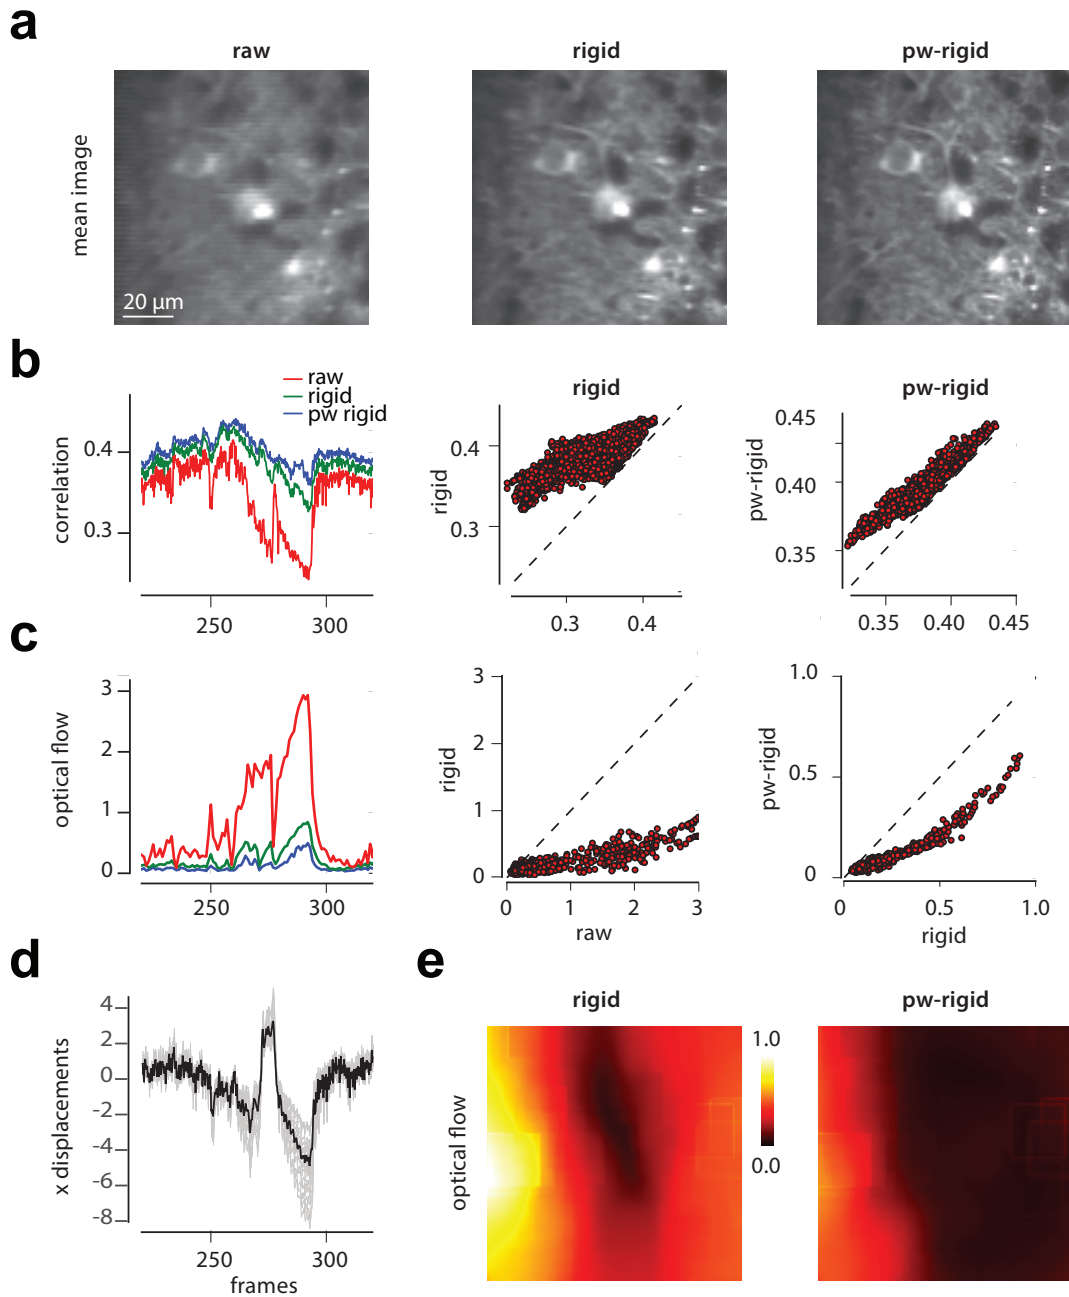 a
raw
rigid
pw-rigid
mean image
20 µm
b
raw
rigid
pw rigid
correlation
0.4
0.3
250
300
rigid
rigid
0.4
0.3
0.3
0.4
pw-rigid
pw-rigid
0.45
0.40
0.35
0.35
0.40
0.45
c
optical flow
3
2
1
0
250
300
rigid
3
2
1
0
0
1
2
3
raw
pw-rigid
1.0
0.5
0
0
0.5
1.0
rigid
d
x displacements
4
2
0
-2
-4
-6
-8
250
300
frames
e
rigid
pw-rigid
optical flow
1.0
0.0